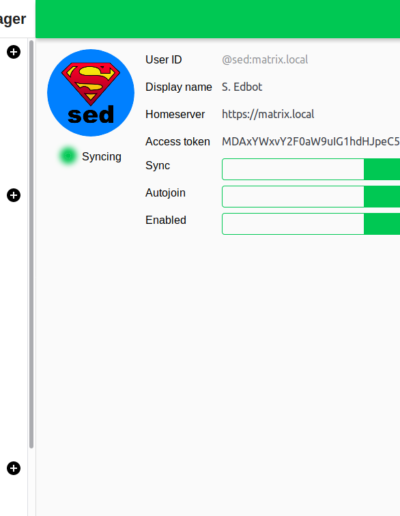 ager
User ID @sed:matrix.local
Display name S. Edbot
Homeserver https://matrix.local
Access token MDAxYWxvY2F0aW9uIG1hdHJpeC5
Sync
Autojoin
Enabled
S
sed
Syncing